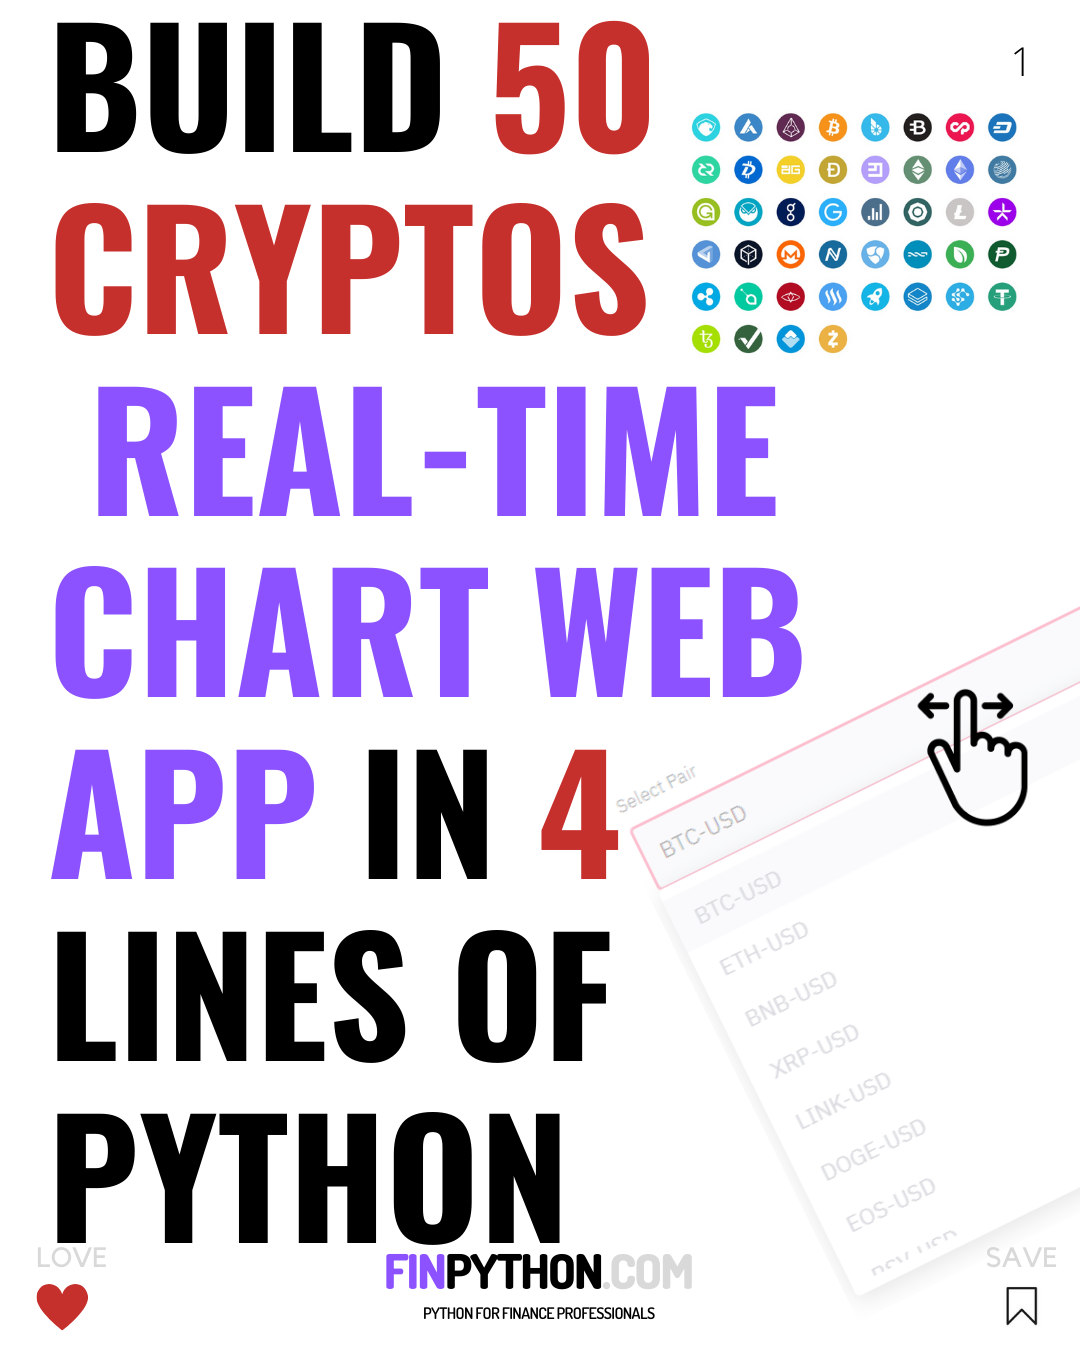 BUILD 50
1
CRYPTOS
REAL-TIME
CHART WEB
APP IN 4
LINES OF
PYTHON
Select Pair
BTC-USD
BTC-USD
ETH-USD
BNB-USD
XRP-USD
LINK-USD
DOGE-USD
EOS-USD
BSV-USD
LOVE
FINPYTHON.COM
PYTHON FOR FINANCE PROFESSIONALS
SAVE